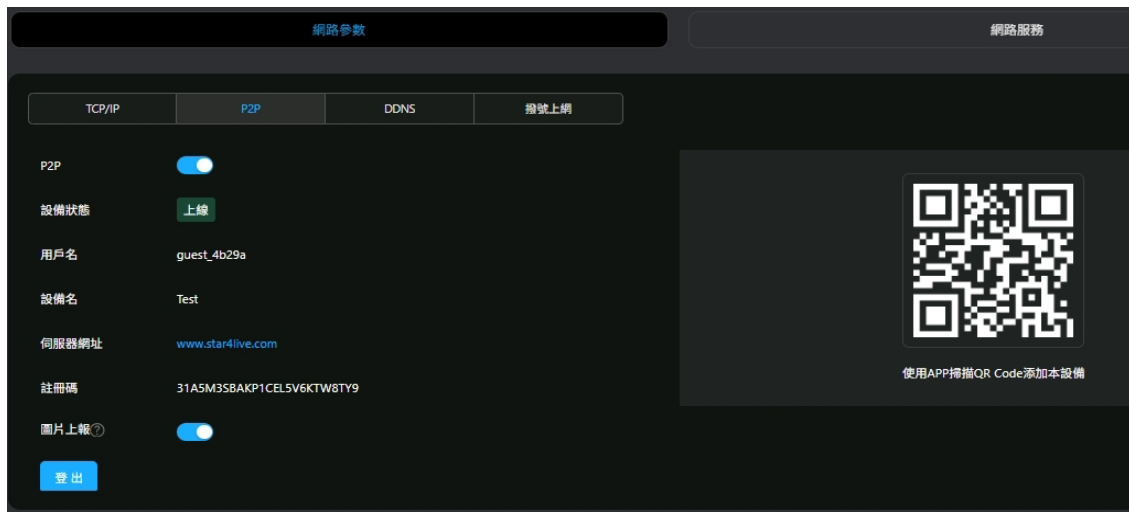 網路參數
網路服務
TCP/IP
P2P
DDNS
撥號上網
P2P
設備狀態
上線
用戶名
guest_4b29a
設備名
Test
伺服器網址
www.star4live.com
註冊碼
31A5M3SBAKP1CEL5V6KTW8TY9
圖片上報?
登出
使用APP掃描QR Code添加本設備